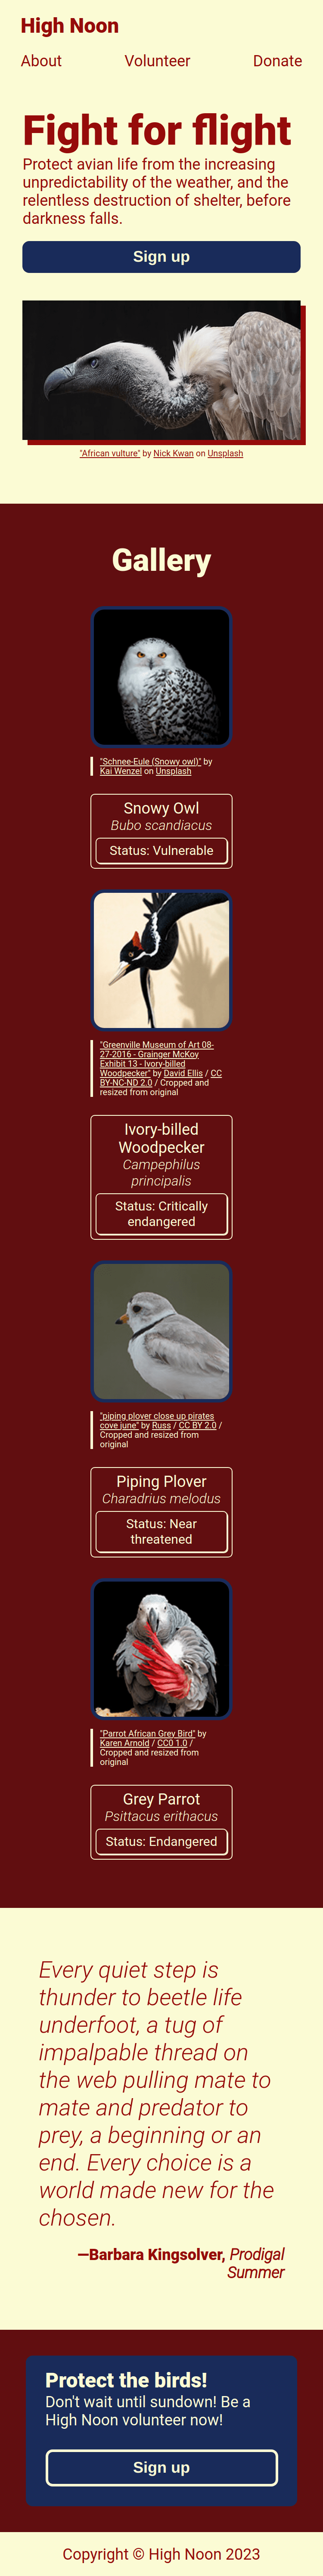 High Noon
About Volunteer Donate
Fight for flight
Protect avian life from the increasing
unpredictability of the weather, and the
relentless destruction of shelter, before
darkness falls.
Sign up
"African vulture" by Nick Kwan on Unsplash
Gallery
"Schnee-Eule (Snowy owl)" by
Kai Wenzel on Unsplash
Snowy Owl
Bubo scandiacus
Status: Vulnerable
"Greenville Museum of Art 08-
27-2016 - Grainger McKoy
Exhibit 13 - Ivory-billed
Woodpecker" by David Ellis / CC
BY-NC-ND 2.0 / Cropped and
resized from original
Ivory-billed
Woodpecker
Campephilus
principalis
Status: Critically
endangered
"piping plover close up pirates
cove june" by Russ / CC BY 2.0 /
Cropped and resized from
original
Piping Plover
Charadrius melodus
Status: Near
threatened
"Parrot African Grey Bird" by
Karen Arnold / CC0 1.0 /
Cropped and resized from
original
Grey Parrot
Psittacus erithacus
Status: Endangered
Every quiet step is
thunder to beetle life
underfoot, a tug of
impalpable thread on
the web pulling mate to
mate and predator to
prey, a beginning or an
end. Every choice is a
world made new for the
chosen.
—Barbara Kingsolver, Prodigal
Summer
Protect the birds!
Don't wait until sundown! Be a
High Noon volunteer now!
Sign up
Copyright © High Noon 2023